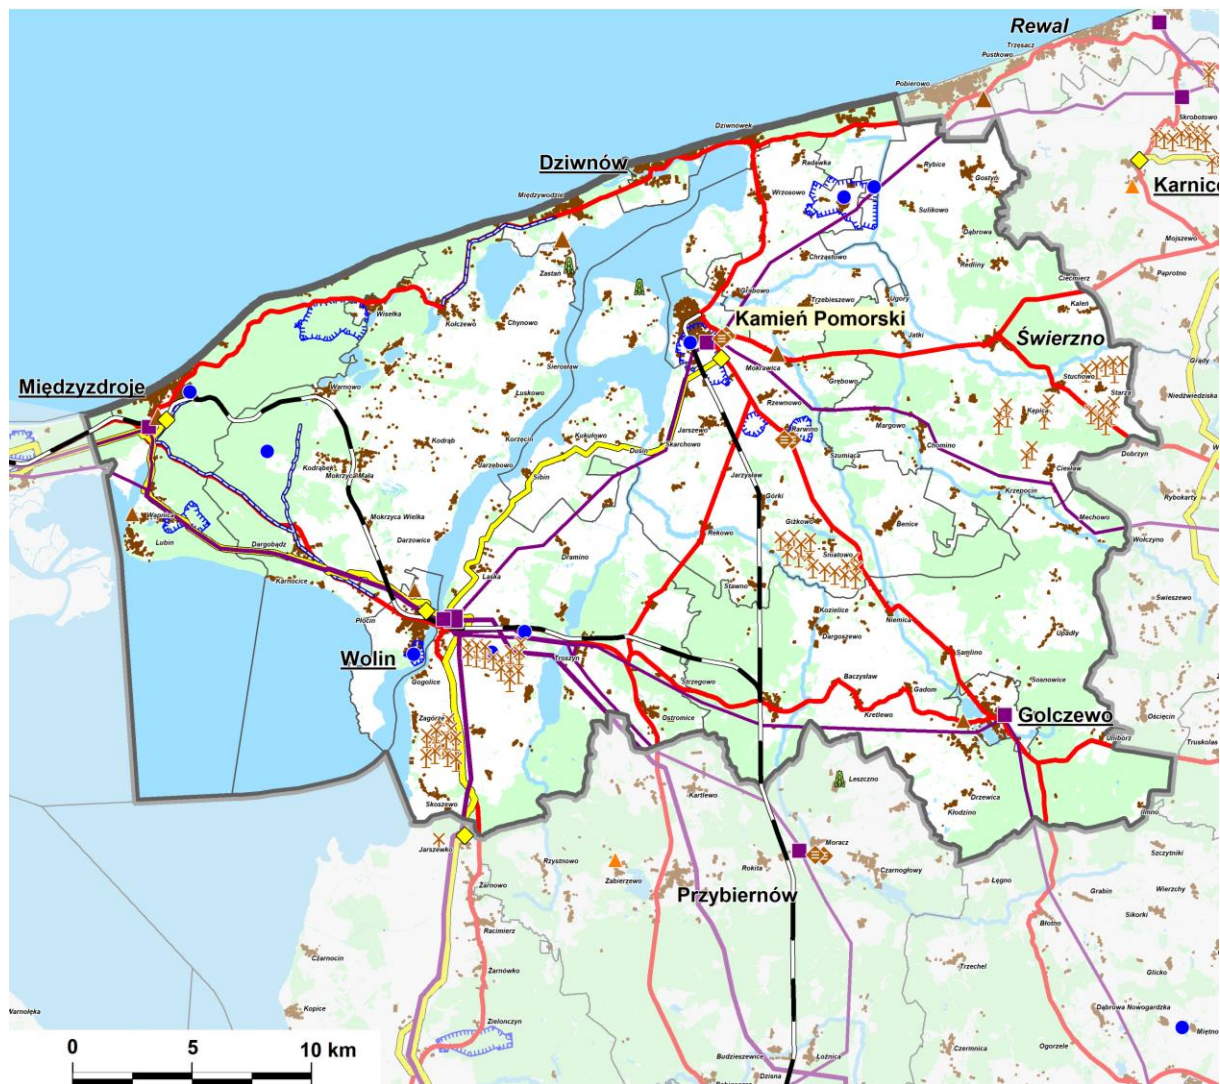 Rewal
Trzęsacz
Pustkowo
Pobierowo
Skrobotowo
Dziwnówek
Radawka
Rybice
Gostyń
Karnice
Dziwnów
Międzywodzie
Wrzosowo
Sulikowo
Dąbrowa
Mojszewo
Zastań
Chrząstowo
Redliny
Ciećmierz
Paprotno
Wisełka
Kołczewo
Chynowo
Grabowo
Trzebieszewo
Ugory
Kaleń
Kamień Pomorski
Jatki
Świerzno
Sierosław
Mokrawica
Grądy
Międzyzdroje
Warnowo
Grębowo
Stuchowo
Starza
Niedźwiedziska
Łuskowo
Rzewnowo
Kępica
Kodrąb
Korzęcin
Kukułowo
Jarszewo
Skarchowo
Rarwino
Margowo
Chomino
Dobrzyn
Kodrąbek
Mokrzyca Mała
Jarzębowo
Sibin
Dusin
Szumiąca
Ciesław
Jarzysław
Krzepocin
Rybokarty
Wapnica
Mokrzyca Wielka
Górki
Giżkowo
Benice
Mechowo
Lubin
Dargobądz
Darzowice
Rekowo
Wołczyno
Dramino
Śniatowo
Karnocice
Laska
Stawno
Świeszewo
Płocin
Kozielice
Niemica
Dargoszewo
Upadły
Wolin
Troszyn
Samlino
Gogolice
Strzegowo
Baczysław
Gadom
Sosnowice
Zagórze
Ostromice
Kretlewo
Golczewo
Ościęcin
Uniborz
Truskolas
Leszczno
Skoszewo
Kartlewo
Drzewica
Kłodzino
Jarszewko
Moracz
Rzystnowo
Żabierzewo
Rokita
Czarnogłowy
Szczytniki
Żarnowo
Przybiernów
Łęgno
Grabin
Wierzchy
Racimierz
Błotno
Sikorki
Czarnocin
Żarnówko
Trzechel
Glicko
Kopice
Dąbrowa Nowogardzka
Zielonczyn
Miętno
Czermnica
Ogorzele
Budzieszewice
Łoźnica
Dzisna
0 5 10 km